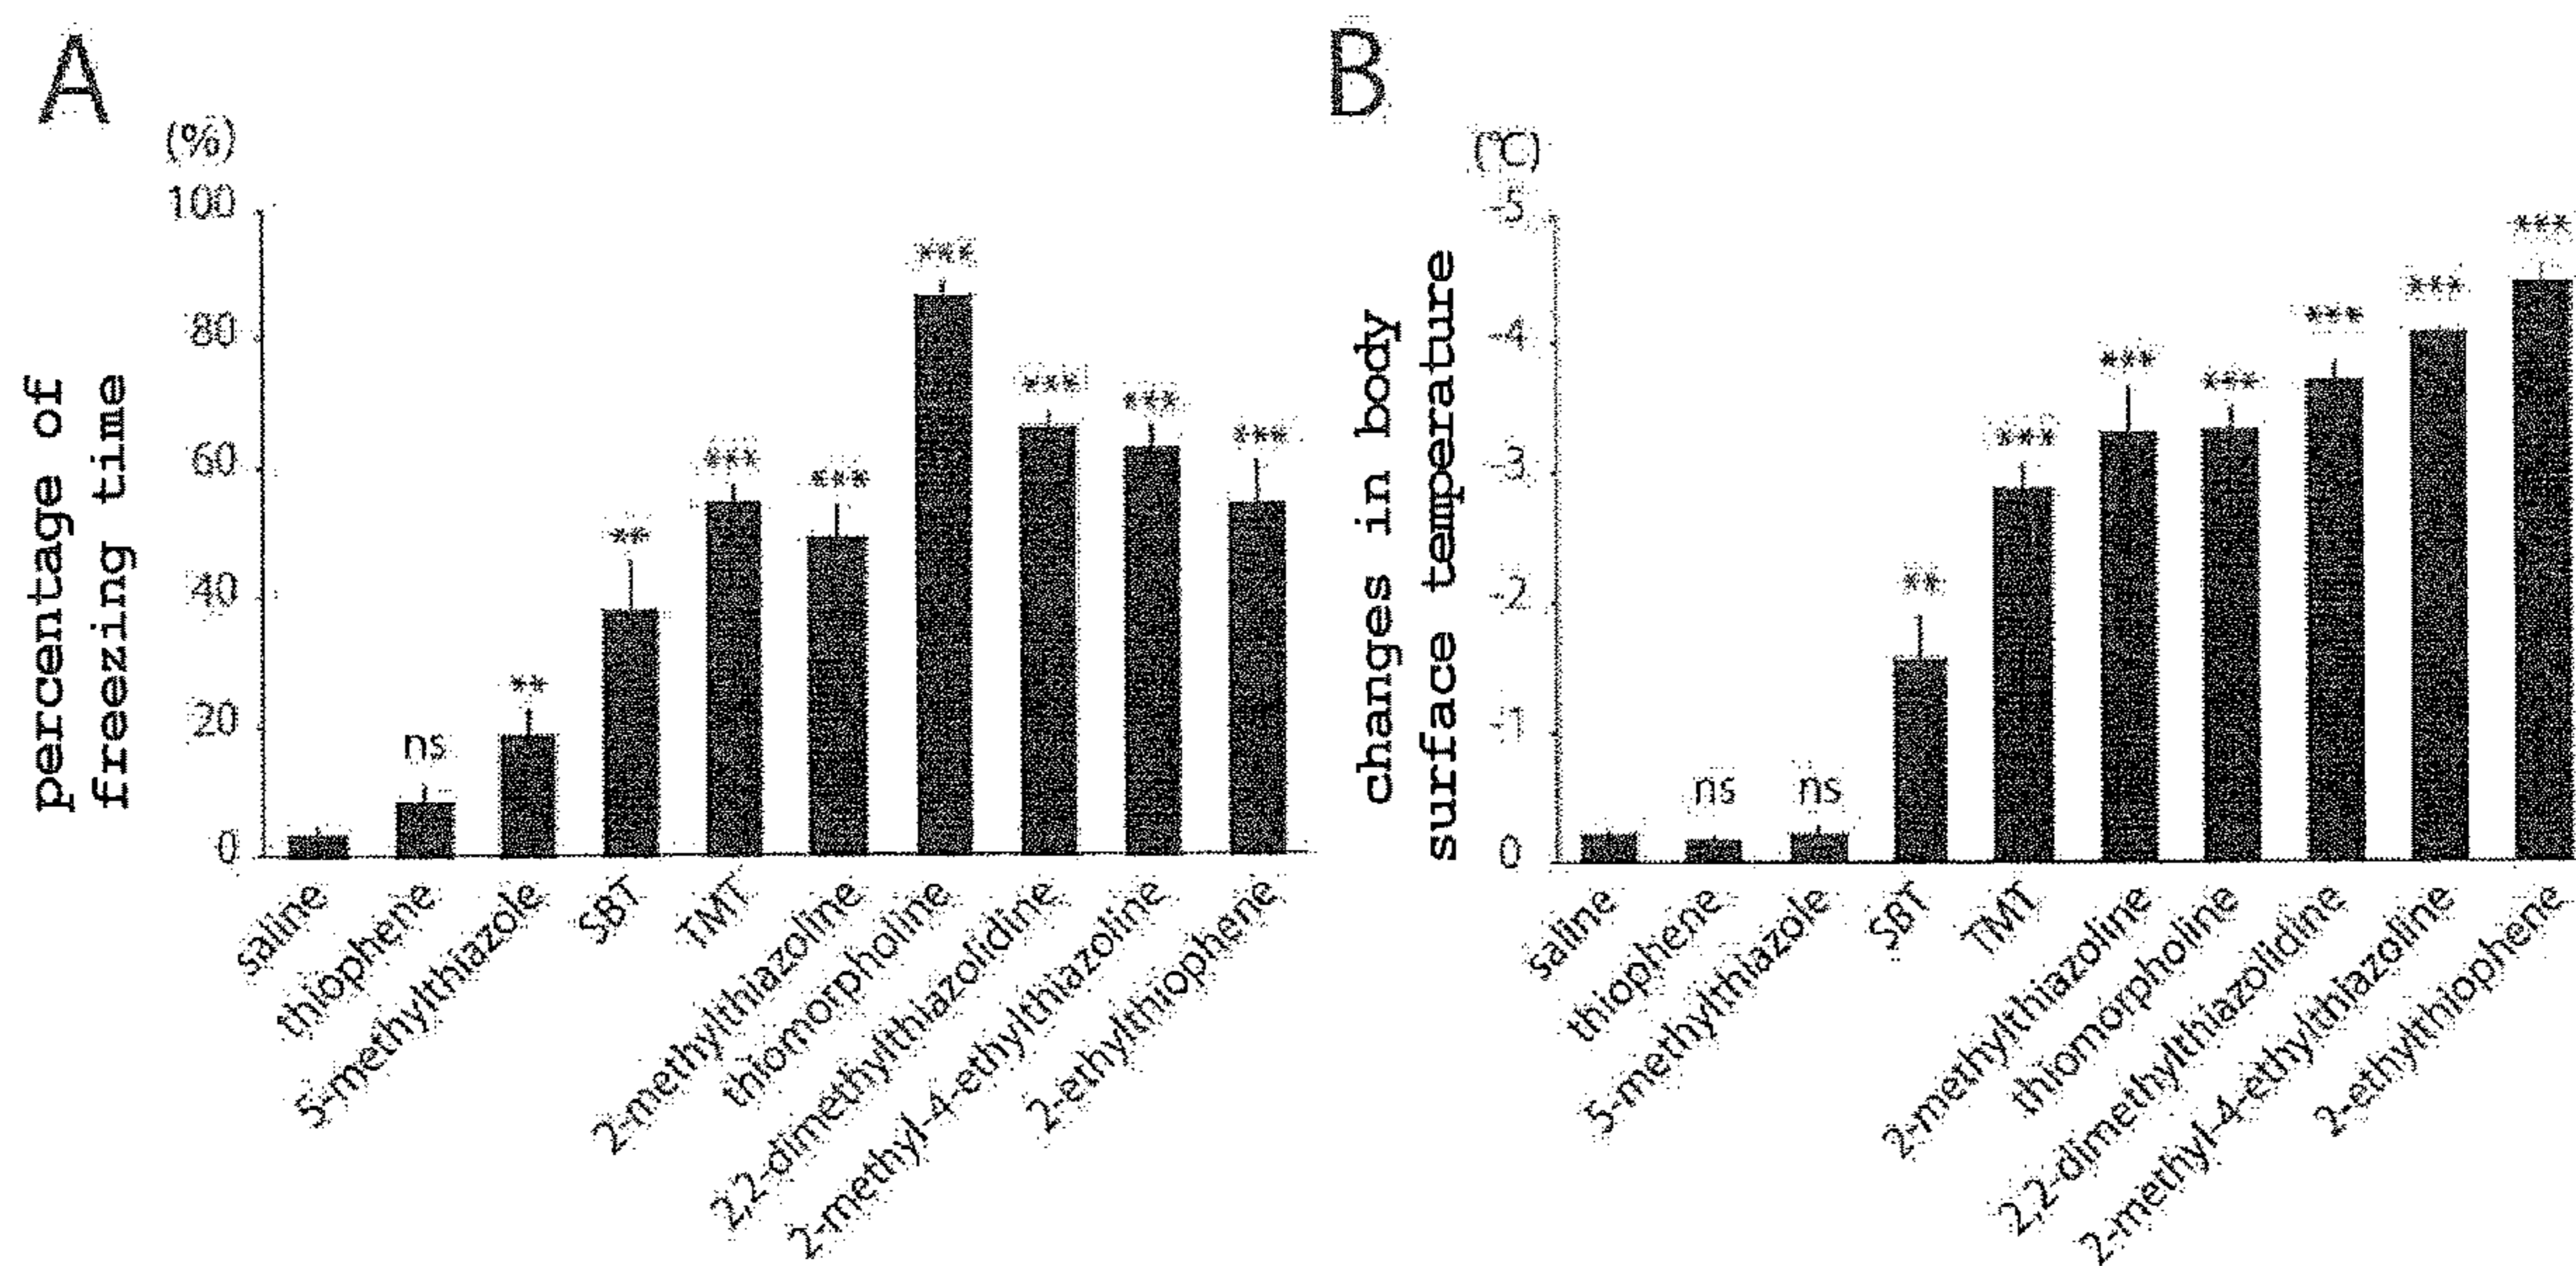 A
(%)
100
80
60
40
20
0
percentage of
freezing time
ns
**
**
***
***
***
***
***
***
saline
thiophene
5-methylthiazole
SBT
TMT
2-methylthiazoline
thiomorpholine
2,2-dimethylthiazolidine
2-methyl-4-ethylthiazoline
2-ethylthiophene
B
(℃)
-5
-4
-3
-2
-1
0
changes in body
surface temperature
ns
ns
**
***
***
***
***
***
***
saline
thiophene
5-methylthiazole
SBT
TMT
2-methylthiazoline
thiomorpholine
2,2-dimethylthiazolidine
2-methyl-4-ethylthiazoline
2-ethylthiophene